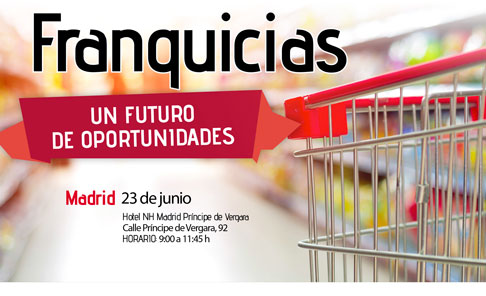 Franquicias
UN FUTURO
DE OPORTUNIDADES
Madrid 23 de junio
Hotel NH Madrid Príncipe de Vergara
Calle Príncipe de Vergara, 92
HORARIO: 9:00 a 11:45 h